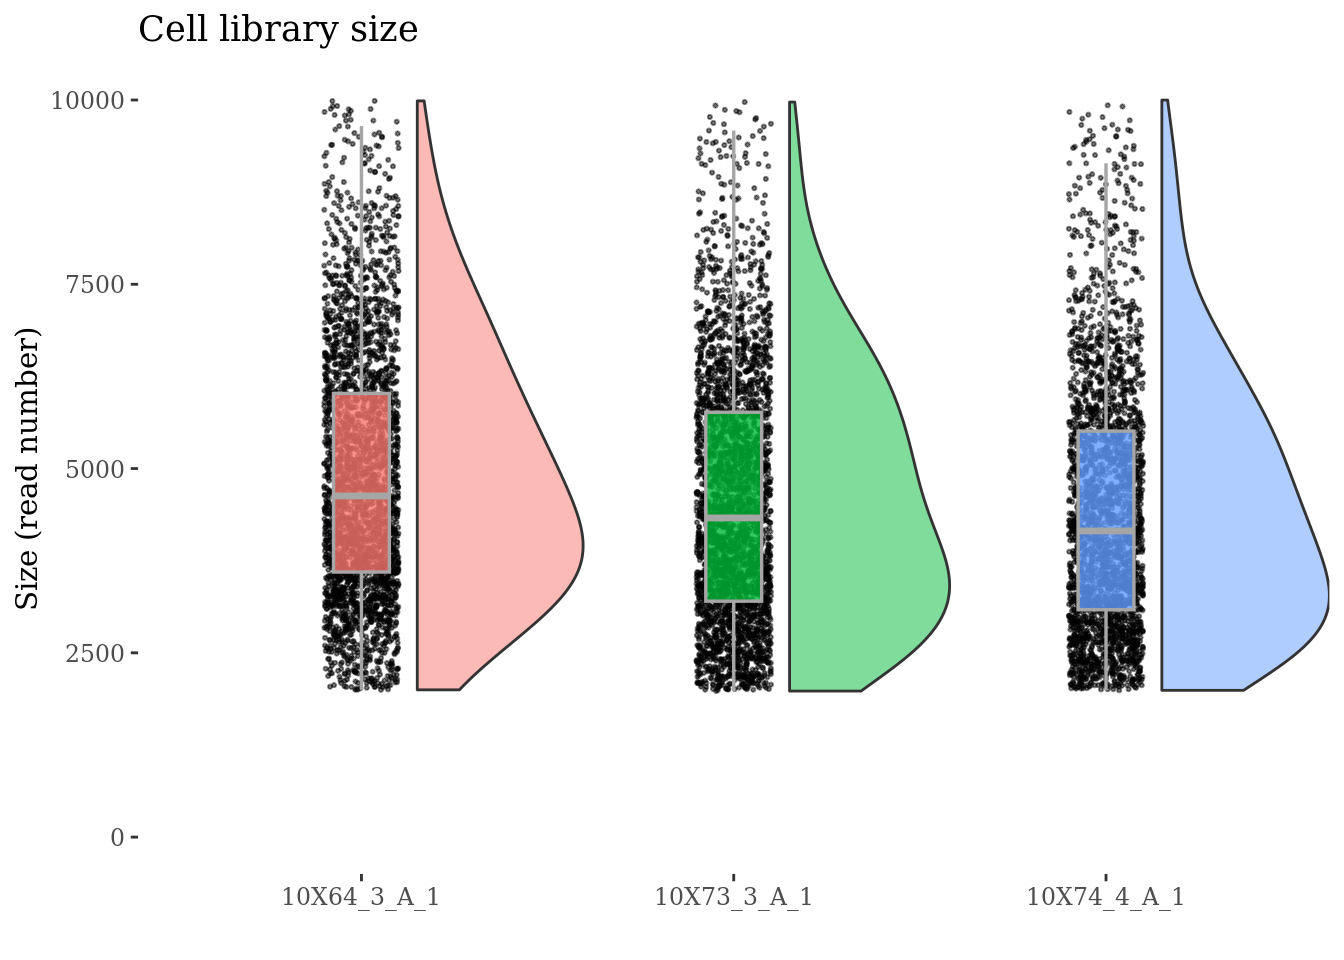 Cell library size
Size (read number)
10000
7500
5000
2500
0
10X64_3_A_1
10X73_3_A_1
10X74_4_A_1